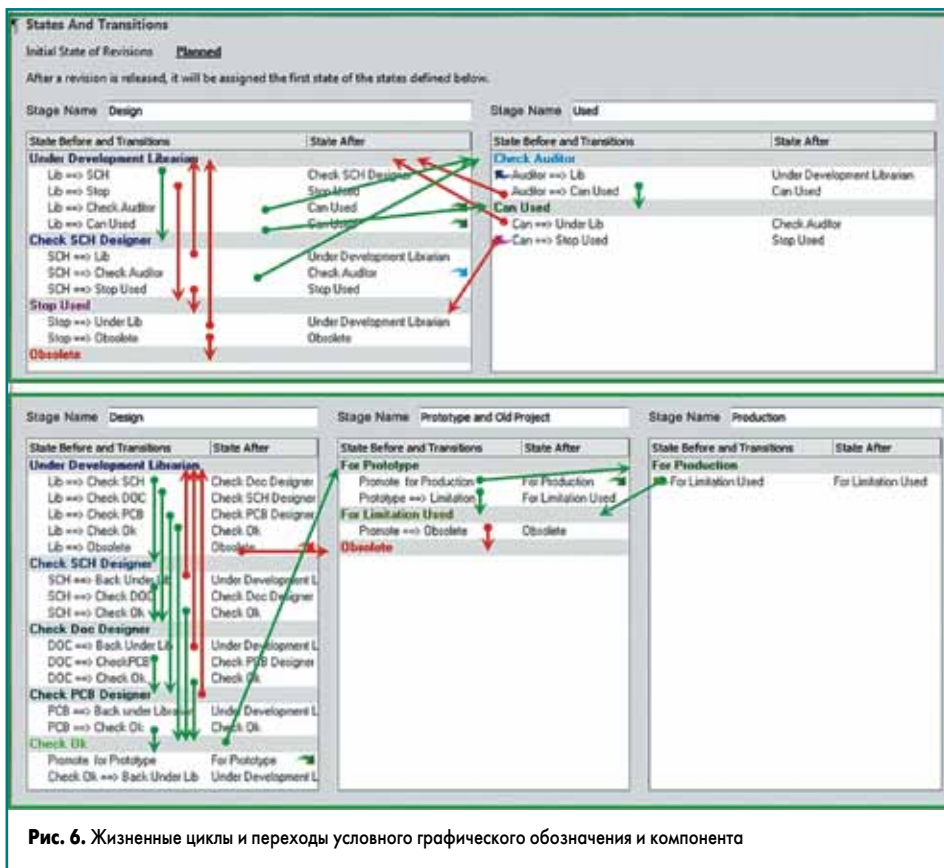 ¶ States And Transitions
Initial State of Revisions Planned
After a revision is released, it will be assigned the first state of the states defined below.
Stage Name Design
State Before and Transitions State After
Under Development Librarian
Lib ==> SCH Check SCH Designer
Lib ==> Stop Stop Used
Lib ==> Check Auditor Can Used
Lib ==> Can Used Can Used
Check SCH Designer
SCH ==> Lib Under Development Librarian
SCH ==> Check Auditor Check Auditor
SCH ==> Stop Used Stop Used
Stop Used
Stop ==> Under Lib Under Development Librarian
Stop ==> Obsolete Obsolete
Obsolete
Stage Name Used
State Before and Transitions State After
Check Auditor
Auditor ==> Lib Under Development Librarian
Auditor ==> Can Used Can Used
Can Used
Can ==> Under Lib Check Auditor
Can ==> Stop Used Stop Used
Stage Name Design
State Before and Transitions State After
Under Development Librarian
Lib ==> Check SCH Check Doc Designer
Lib ==> Check DOC Check SCH Designer
Lib ==> Check PCB Check PCB Designer
Lib ==> Check Ok Check Ok
Lib ==> Obsolete Obsolete
Check SCH Designer
SCH ==> Back Under Lib Under Development L
SCH ==> Check DOC Check Doc Designer
SCH ==> Check Ok Check Ok
Check Doc Designer
DOC ==> Back Under Lib Under Development L
DOC ==> CheckPCB Check PCB Designer
DOC ==> Check Ok Check Ok
Check PCB Designer
PCB ==> Back under Librarian Under Development L
PCB ==> Check Ok Check Ok
Check Ok
Promote for Prototype For Prototype
Check Ok ==> Back Under Lib Under Development L
Stage Name Prototype and Old Project
State Before and Transitions State After
For Prototype
Promote for Production For Production
Prototype ==> Limitation For Limitation Used
For Limitation Used
Promote ==> Obsolete Obsolete
Obsolete
Stage Name Production
State Before and Transitions State After
For Production
For Limitation Used For Limitation Used
Рис. 6. Жизненные циклы и переходы условного графического обозначения и компонента